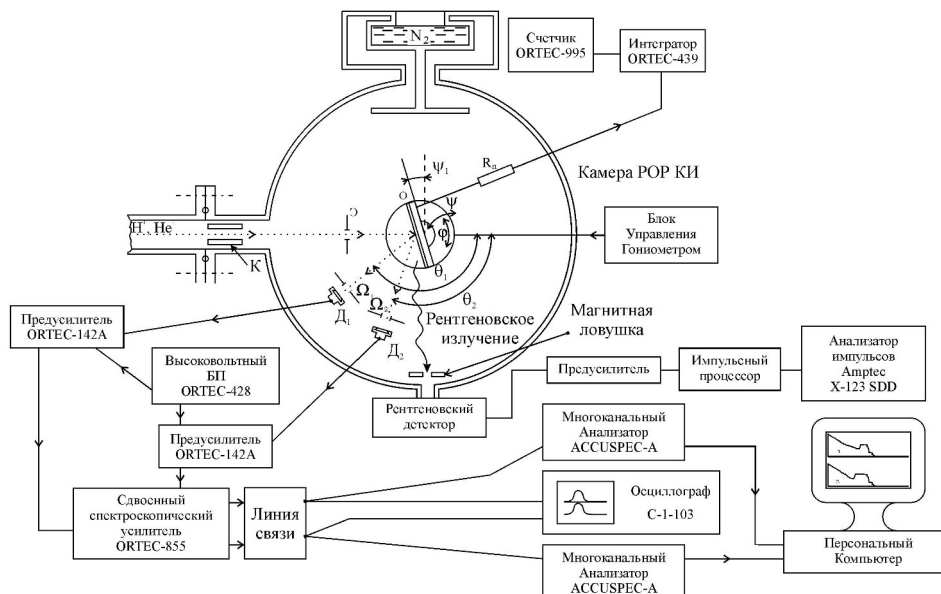 N₂
Счетчик
ORTEC-995
Интегратор
ORTEC-439
Rп
Ψ₁
Камера РОР КИ
O
Ψ
φ
H⁺, He
К
Блок
Управления
Гониометром
θ₁
θ₂
Ω₁
Ω₂
Д₁
Д₂
Рентгеновское
излучение
Магнитная
ловушка
Предусилитель
ORTEC-142A
Высоковольтный
БП
ORTEC-428
Предусилитель
ORTEC-142A
Рентгеновский
детектор
Предусилитель
Импульсный
процессор
Анализатор
импульсов
Amptec
X-123 SDD
Многоканальный
Анализатор
ACCUSPEC-A
Сдвоенный
спектроскопический
усилитель
ORTEC-855
Линия
связи
Осциллограф
С-1-103
Многоканальный
Анализатор
ACCUSPEC-A
Персональный
Компьютер